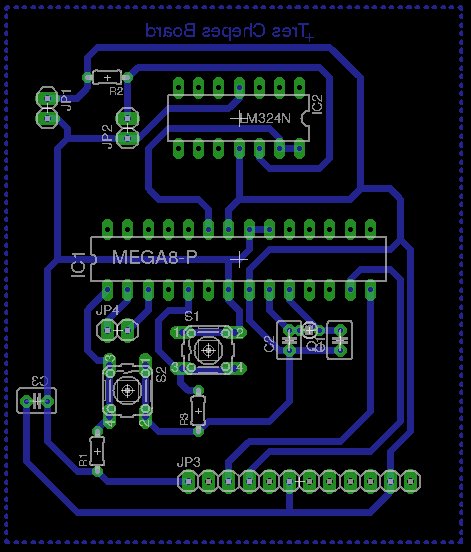 Tres Chepes Board
JP1
R2
JP2
IC2
LM324N
IC1
MEGA8-P
JP4
S1
1
2
3
4
C2
Q1
S2
3
1
4
2
C3
R3
R1
JP3